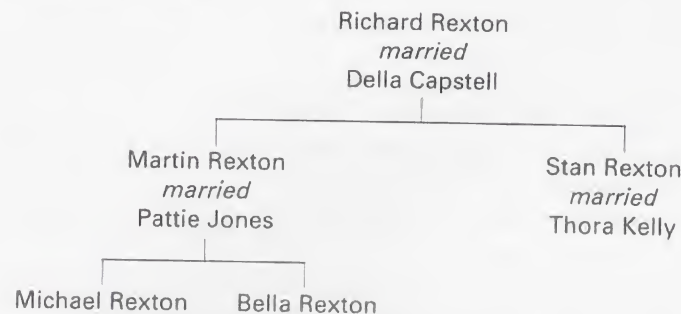 Richard Rexton
married
Della Capstell
Martin Rexton
married
Pattie Jones
Stan Rexton
married
Thora Kelly
Michael Rexton
Bella Rexton